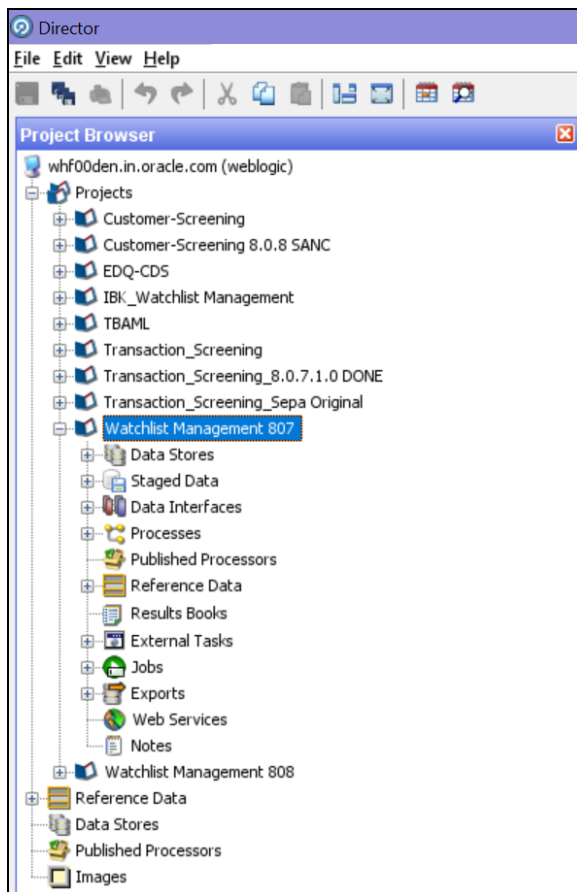 Director
File Edit View Help
Project Browser
whf00den.in.oracle.com (weblogic)
Projects
Customer-Screening
Customer-Screening 8.0.8 SANC
EDQ-CDS
IBK_Watchlist Management
TBAML
Transaction_Screening
Transaction_Screening_8.0.7.1.0 DONE
Transaction_Screening_Sepa Original
Watchlist Management 807
Data Stores
Staged Data
Data Interfaces
Processes
Published Processors
Reference Data
Results Books
External Tasks
Jobs
Exports
Web Services
Notes
Watchlist Management 808
Reference Data
Data Stores
Published Processors
Images